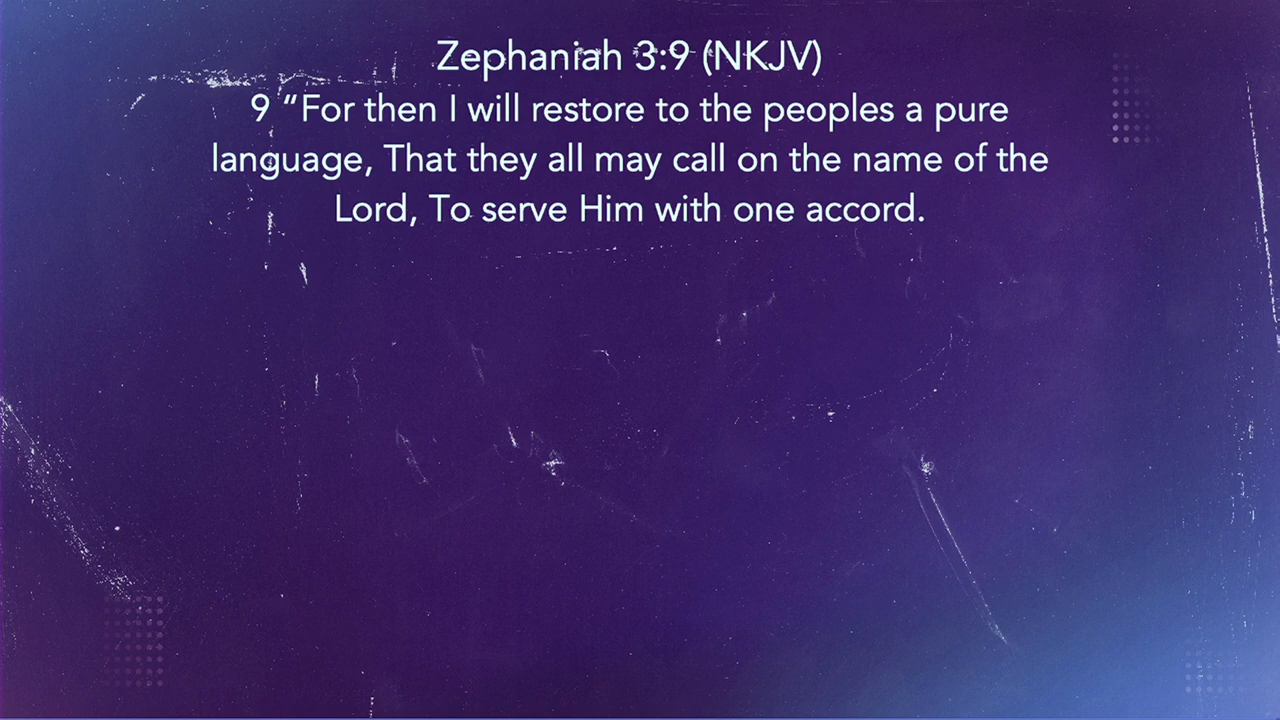 Zephaniah 3:9 (NKJV)
9 “For then I will restore to the peoples a pure
language, That they all may call on the name of the
Lord, To serve Him with one accord.